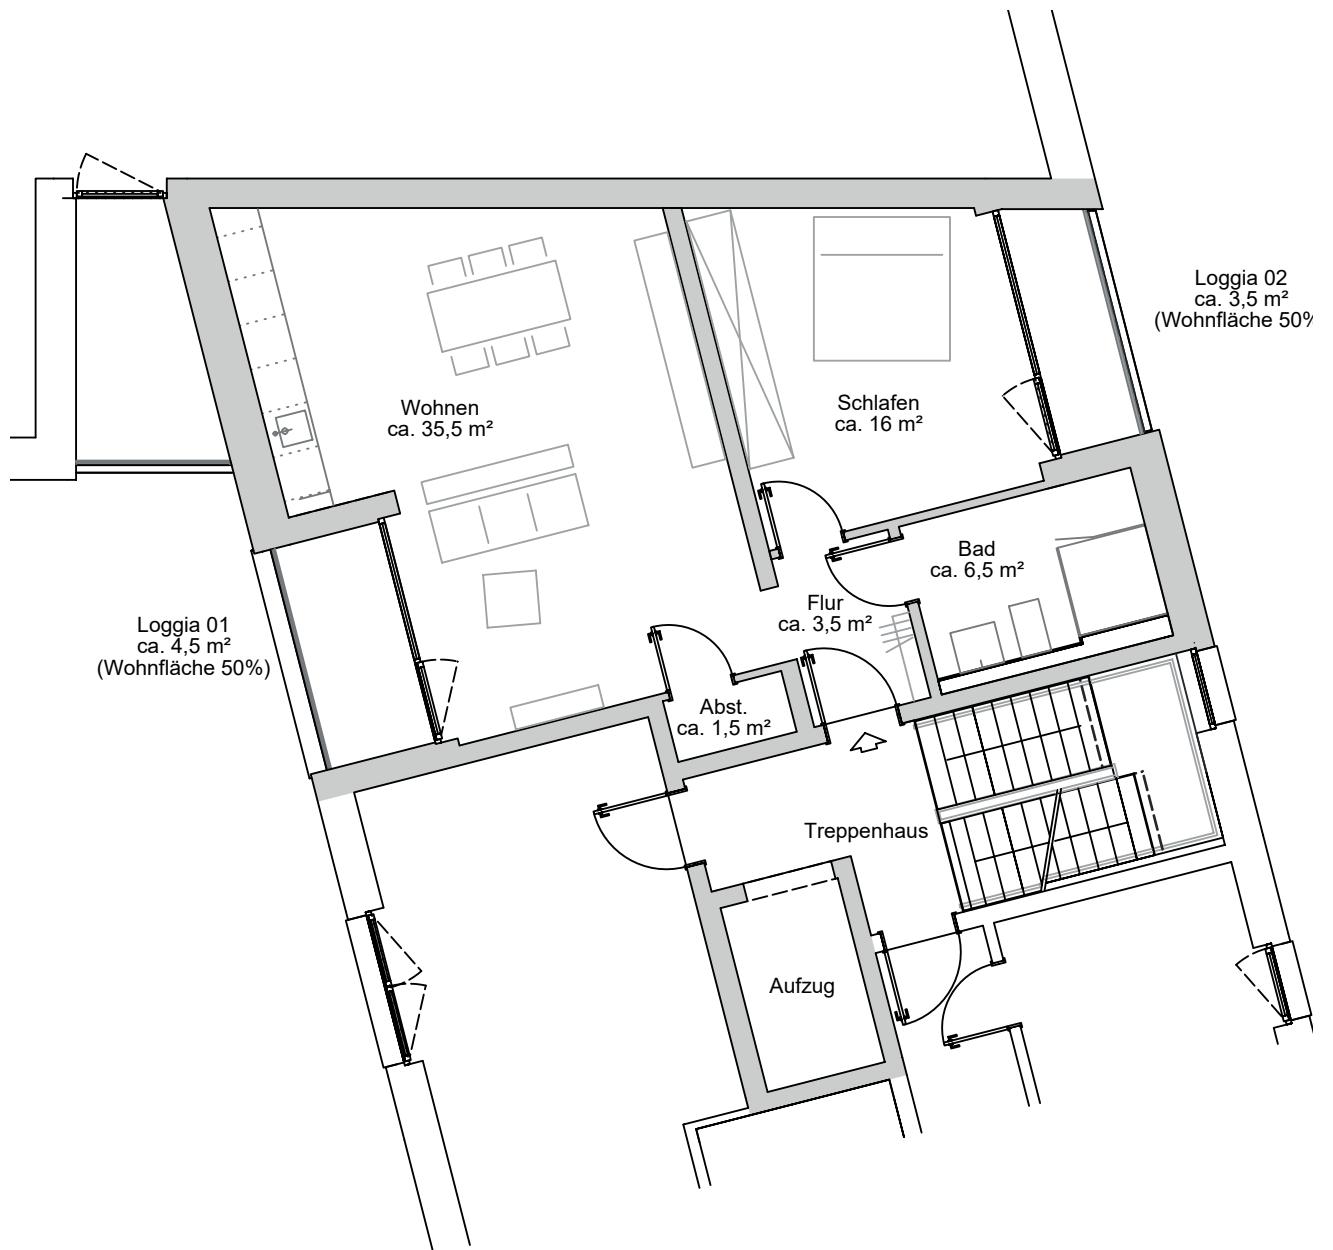 Loggia 02
ca. 3,5 m²
(Wohnfläche 50%
Wohnen
ca. 35,5 m²
Schlafen
ca. 16 m²
Bad
ca. 6,5 m²
Flur
ca. 3,5 m²
Loggia 01
ca. 4,5 m²
(Wohnfläche 50%)
Abst.
ca. 1,5 m²
Treppenhaus
Aufzug